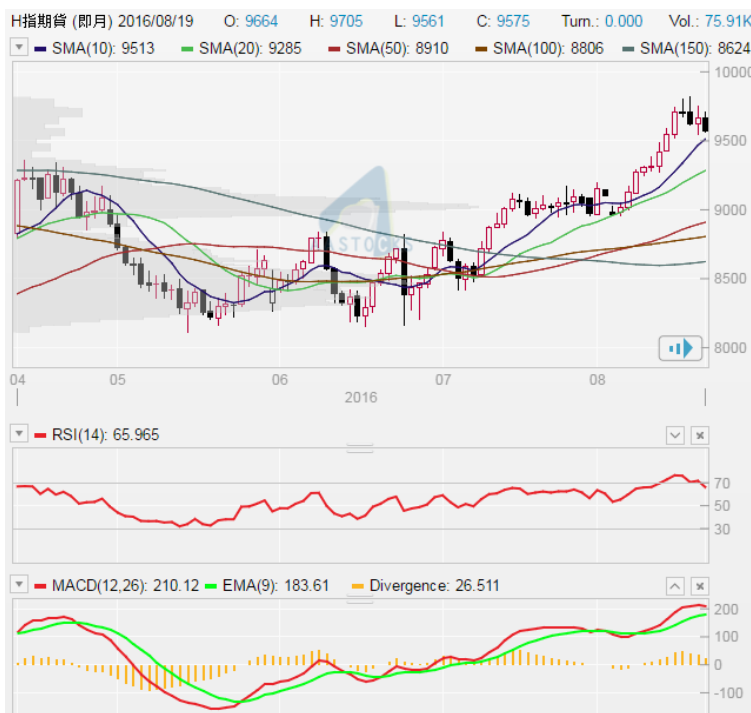 H指期貨 (即月) 2016/08/19 O: 9664 H: 9705 L: 9561 C: 9575 Turn.: 0.000 Vol.: 75.91K
SMA(10): 9513 SMA(20): 9285 SMA(50): 8910 SMA(100): 8806 SMA(150): 8624
10000
9500
9000
ASTOCKS
8500
8000
04 05 06 07 08
2016
RSI(14): 65.965
70
50
30
MACD(12,26): 210.12 EMA(9): 183.61 Divergence: 26.511
200
100
0
-100